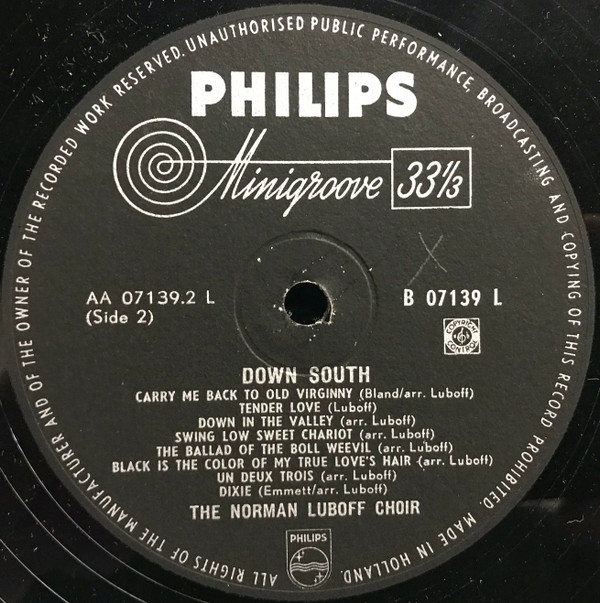 ALL RIGHTS OF THE MANUFACTURER AND OF THE OWNER OF THE RECORDED WORK RESERVED. UNAUTHORISED PUBLIC PERFORMANCE, BROADCASTING AND COPYING OF THIS RECORD PROHIBITED. MADE IN HOLLAND.
PHILIPS
Minigroove 33⅓
AA 07139.2 L
(Side 2)
B 07139 L
COPYRIGHT
CONTROL
DOWN SOUTH
CARRY ME BACK TO OLD VIRGINNY (Bland/arr. Luboff)
TENDER LOVE (Luboff)
DOWN IN THE VALLEY (arr. Luboff)
SWING LOW SWEET CHARIOT (arr. Luboff)
THE BALLAD OF THE BOLL WEEVIL (arr. Luboff)
BLACK IS THE COLOR OF MY TRUE LOVE'S HAIR (arr. Luboff)
UN DEUX TROIS (arr. Luboff)
DIXIE (Emmett/arr. Luboff)
THE NORMAN LUBOFF CHOIR
PHILIPS